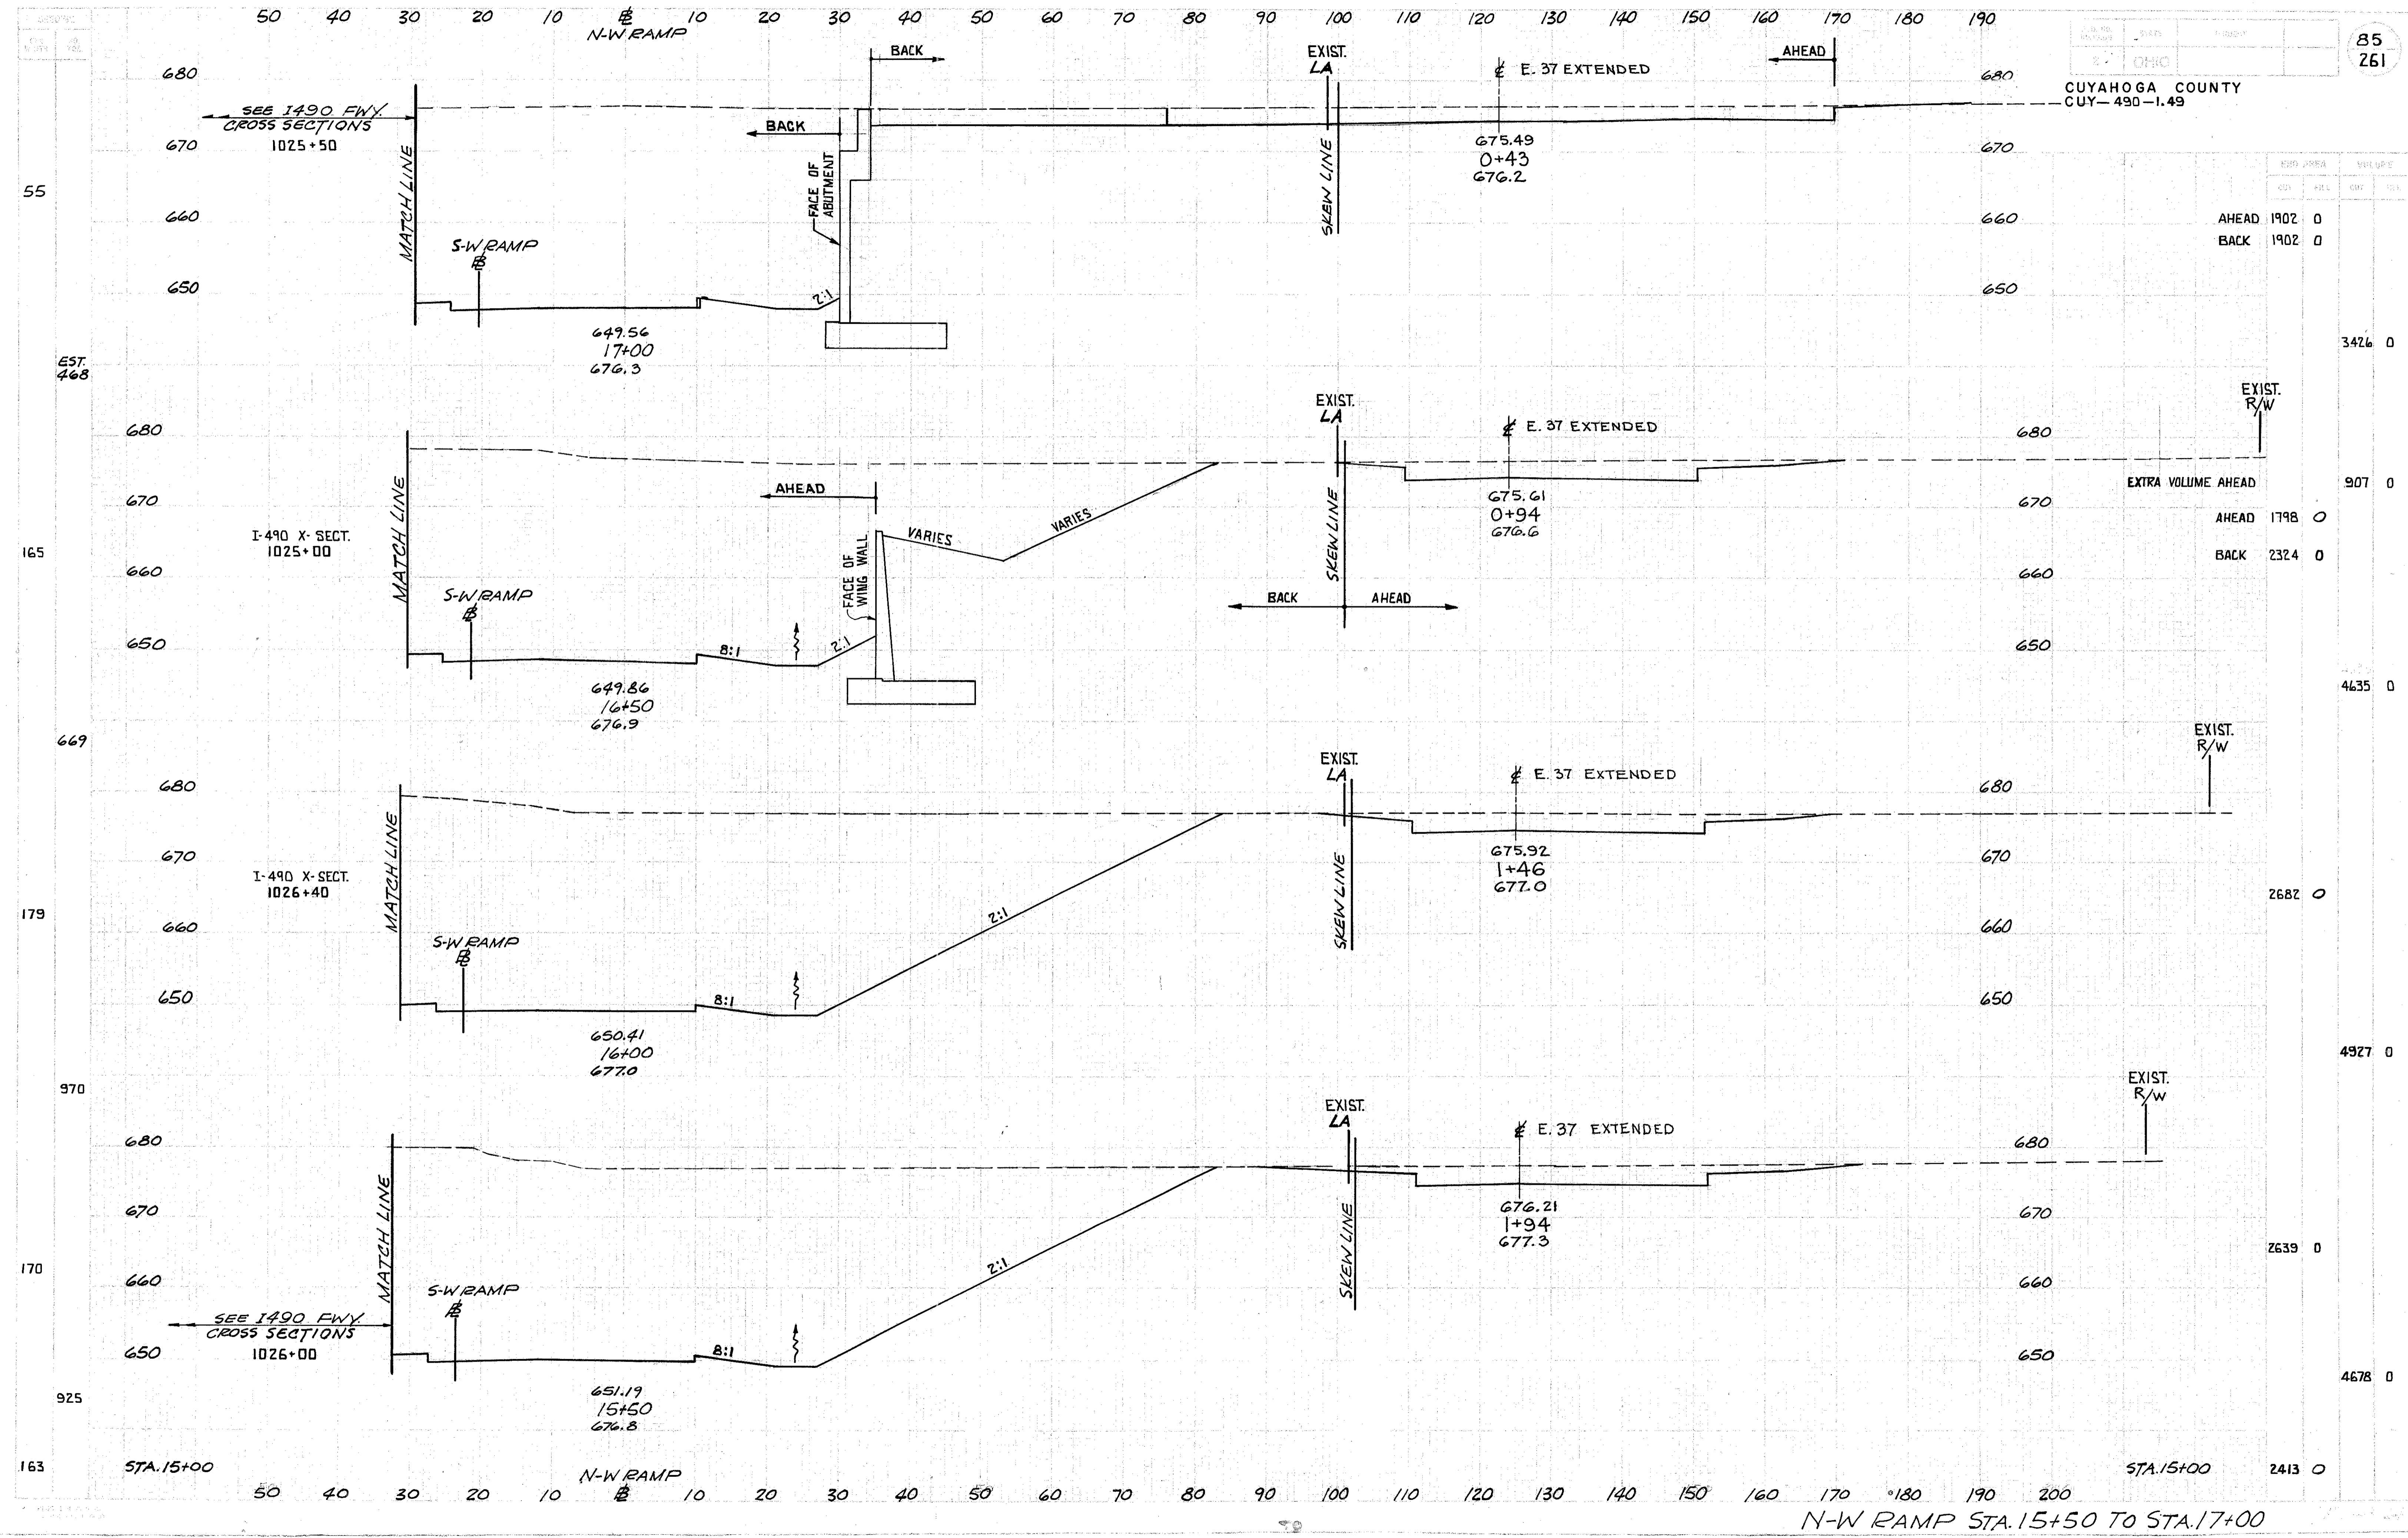 50 40 30 20 10 BL 10 20 30 40 50 60 70 80 90 100 110 120 130 140 150 160 170 180 190
N-W RAMP
85
261
OHIO
CUYAHOGA COUNTY
CUY-490-1.49
BACK
EXIST.
LA
₵ E. 37 EXTENDED
AHEAD
680
680
SEE I490 FWY.
CROSS SECTIONS
1025+50
BACK
670
670
MATCH LINE
FACE OF
ABUTMENT
SKEW LINE
675.49
0+43
676.2
END AREA VOLUME
CUT FILL CUT
55
660
660
AHEAD 1902 0
BACK 1902 0
S-W RAMP
BL
650
650
2:1
649.56
17+00
676.3
3426 0
EST.
468
EXIST.
R/W
EXIST.
LA
₵ E. 37 EXTENDED
680
680
AHEAD
EXTRA VOLUME AHEAD 907 0
670
670
MATCH LINE
VARIES
VARIES
SKEW LINE
675.61
0+94
676.6
AHEAD 1798 0
I-490 X-SECT.
1025+00
165
BACK 2324 0
660
660
FACE OF
WING WALL
S-W RAMP
BL
BACK
AHEAD
650
650
8:1
2:1
649.86
16+50
676.9
4635 0
669
EXIST.
R/W
EXIST.
LA
₵ E. 37 EXTENDED
680
680
670
670
MATCH LINE
SKEW LINE
675.92
1+46
677.0
I-490 X-SECT.
1026+40
2682 0
179
660
660
2:1
S-W RAMP
BL
650
650
8:1
650.41
16+00
677.0
4927 0
970
EXIST.
R/W
EXIST.
LA
₵ E. 37 EXTENDED
680
680
670
670
MATCH LINE
SKEW LINE
676.21
1+94
677.3
2639 0
170
660
660
2:1
S-W RAMP
BL
SEE I490 FWY.
CROSS SECTIONS
1026+00
650
650
8:1
651.19
15+50
676.8
4678 0
925
163
STA. 15+00
STA. 15+00
2413 0
N-W RAMP
50 40 30 20 10 BL 10 20 30 40 50 60 70 80 90 100 110 120 130 140 150 160 170 180 190 200
N-W RAMP STA. 15+50 TO STA. 17+00